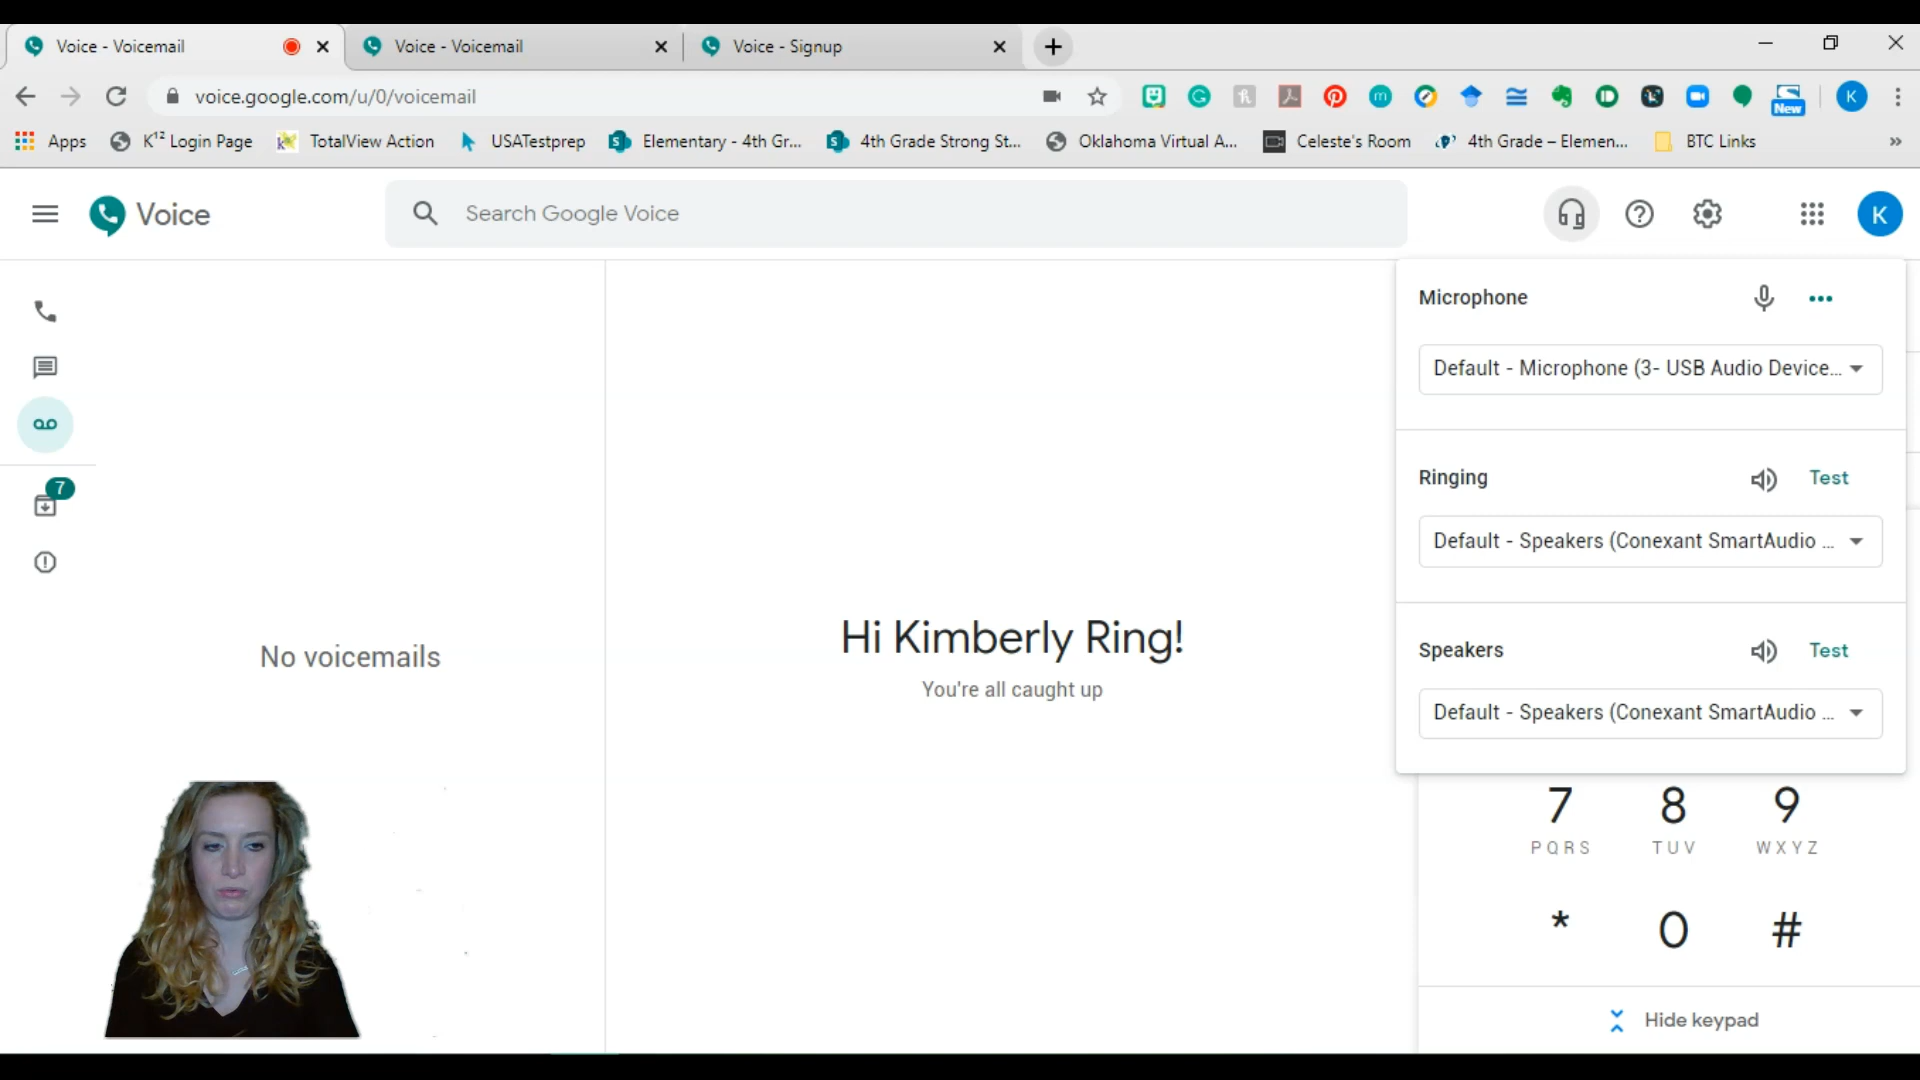 Voice - Voicemail
Voice - Voicemail
Voice - Signup
voice.google.com/u/0/voicemail
New
K
Apps
K¹² Login Page
TotalView Action
USATestprep
Elementary - 4th Gr...
4th Grade Strong St...
Oklahoma Virtual A...
Celeste's Room
4th Grade – Elemen...
BTC Links
Voice
Search Google Voice
K
7
No voicemails
Hi Kimberly Ring!
You're all caught up
Microphone
Default - Microphone (3- USB Audio Device...
Ringing
Test
Default - Speakers (Conexant SmartAudio ...
Speakers
Test
Default - Speakers (Conexant SmartAudio ...
7 8 9
PQRS TUV WXYZ
* 0 #
Hide keypad